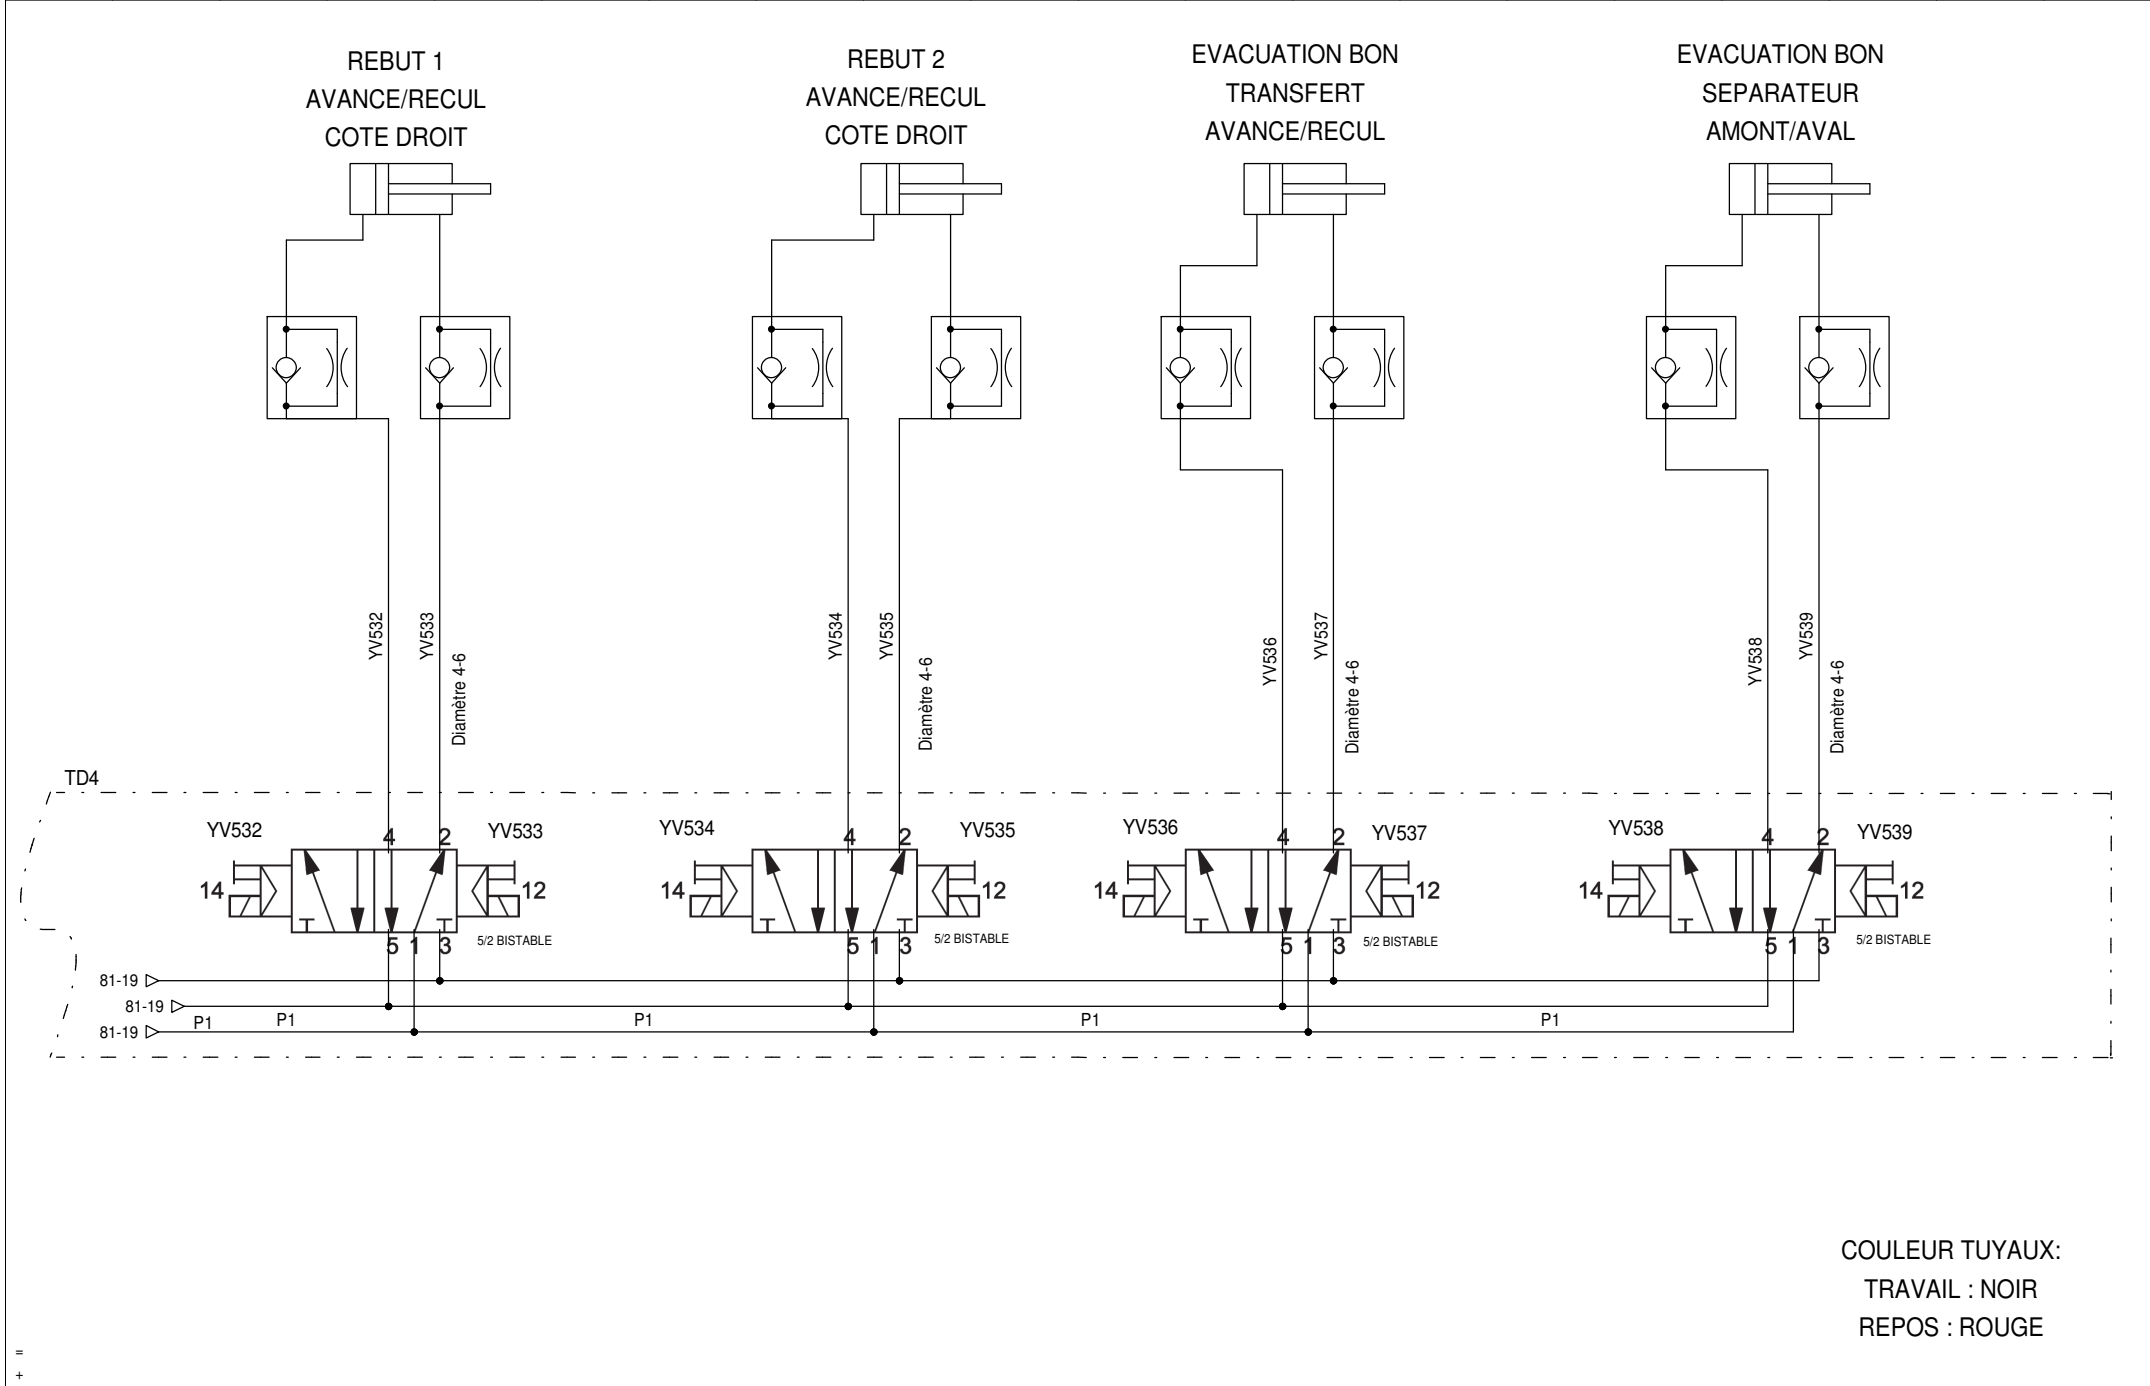 REBUT 1
AVANCE/RECUL
COTE DROIT
REBUT 2
AVANCE/RECUL
COTE DROIT
EVACUATION BON
TRANSFERT
AVANCE/RECUL
EVACUATION BON
SEPARATEUR
AMONT/AVAL
YV532
YV533
Diamètre 4-6
YV534
YV535
Diamètre 4-6
YV536
YV537
Diamètre 4-6
YV538
YV539
Diamètre 4-6
TD4
YV532
4
2
YV533
14
12
5
1
3
5/2 BISTABLE
YV534
4
2
YV535
14
12
5
1
3
5/2 BISTABLE
YV536
4
2
YV537
14
12
5
1
3
5/2 BISTABLE
YV538
4
2
YV539
14
12
5
1
3
5/2 BISTABLE
81-19
81-19
81-19
P1
P1
P1
P1
P1
COULEUR TUYAUX:
TRAVAIL : NOIR
REPOS : ROUGE
=
+